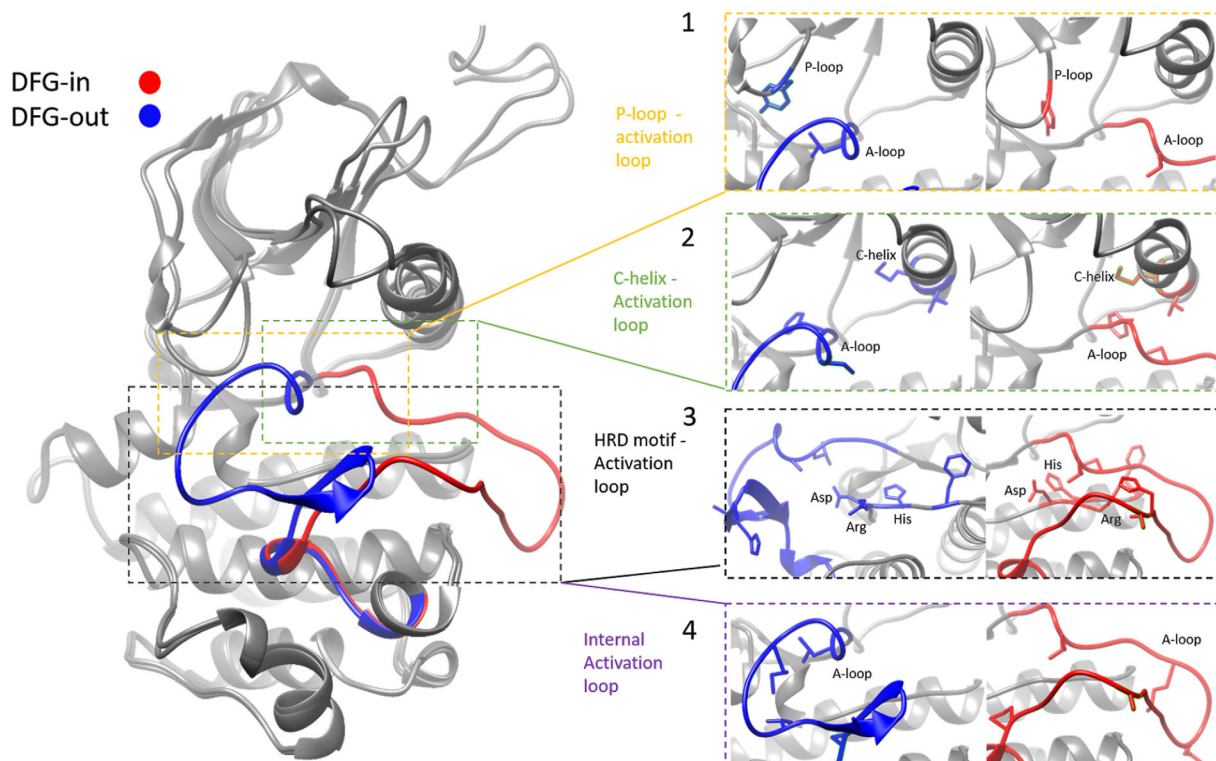 DFG-in
DFG-out
P-loop -
activation
loop
1
P-loop
A-loop
P-loop
A-loop
C-helix -
Activation
loop
2
C-helix
A-loop
C-helix
A-loop
HRD motif -
Activation
loop
3
Asp
Arg
His
His
Asp
Arg
Internal
Activation
loop
4
A-loop
A-loop